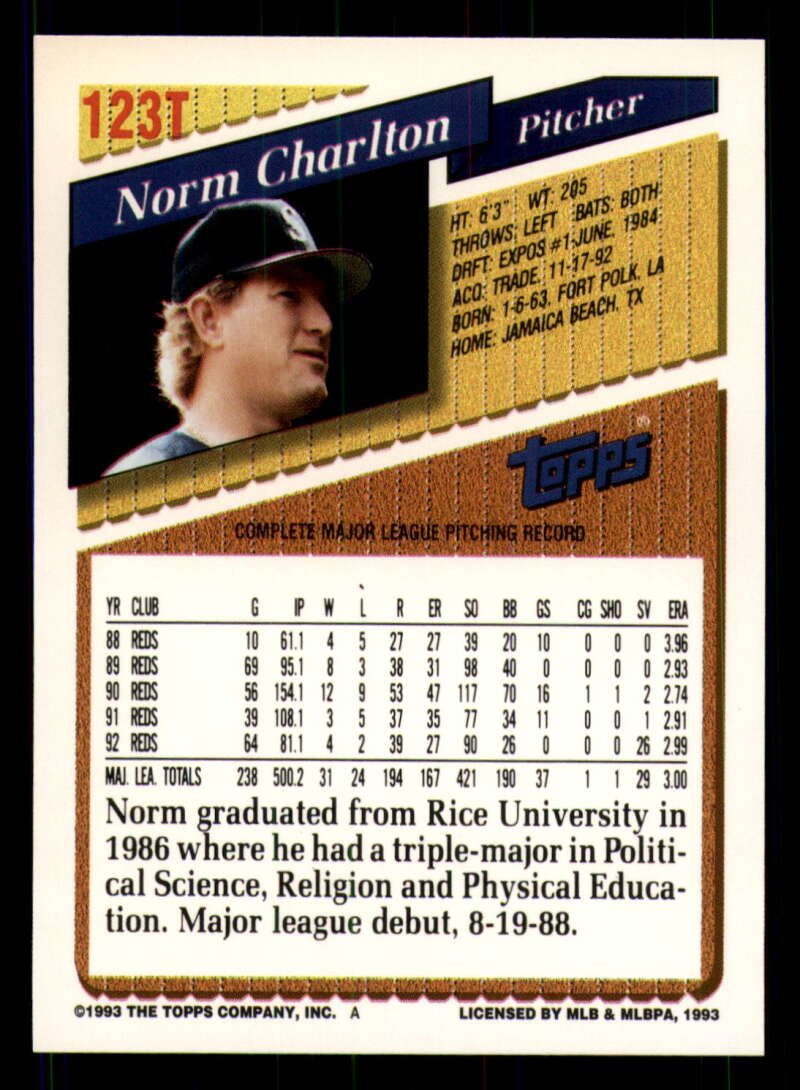 123T
Norm Charlton
Pitcher
HT: 6'3" WT: 205
THROWS: LEFT BATS: BOTH
DRFT: EXPOS #1-JUNE, 1984
ACQ: TRADE, 11-17-92
BORN: 1-6-63, FORT POLK, LA
HOME: JAMAICA BEACH, TX
topps®
COMPLETE MAJOR LEAGUE PITCHING RECORD
YR CLUB G IP W L R ER SO BB GS CG SHO SV ERA
88 REDS 10 61.1 4 5 27 27 39 20 10 0 0 0 3.96
89 REDS 69 95.1 8 3 38 31 98 40 0 0 0 0 2.93
90 REDS 56 154.1 12 9 53 47 117 70 16 1 1 2 2.74
91 REDS 39 108.1 3 5 37 35 77 34 11 0 0 1 2.91
92 REDS 64 81.1 4 2 39 27 90 26 0 0 0 26 2.99
MAJ. LEA. TOTALS 238 500.2 31 24 194 167 421 190 37 1 1 29 3.00
Norm graduated from Rice University in
1986 where he had a triple-major in Politi-
cal Science, Religion and Physical Educa-
tion. Major league debut, 8-19-88.
©1993 THE TOPPS COMPANY, INC. A
LICENSED BY MLB & MLBPA, 1993